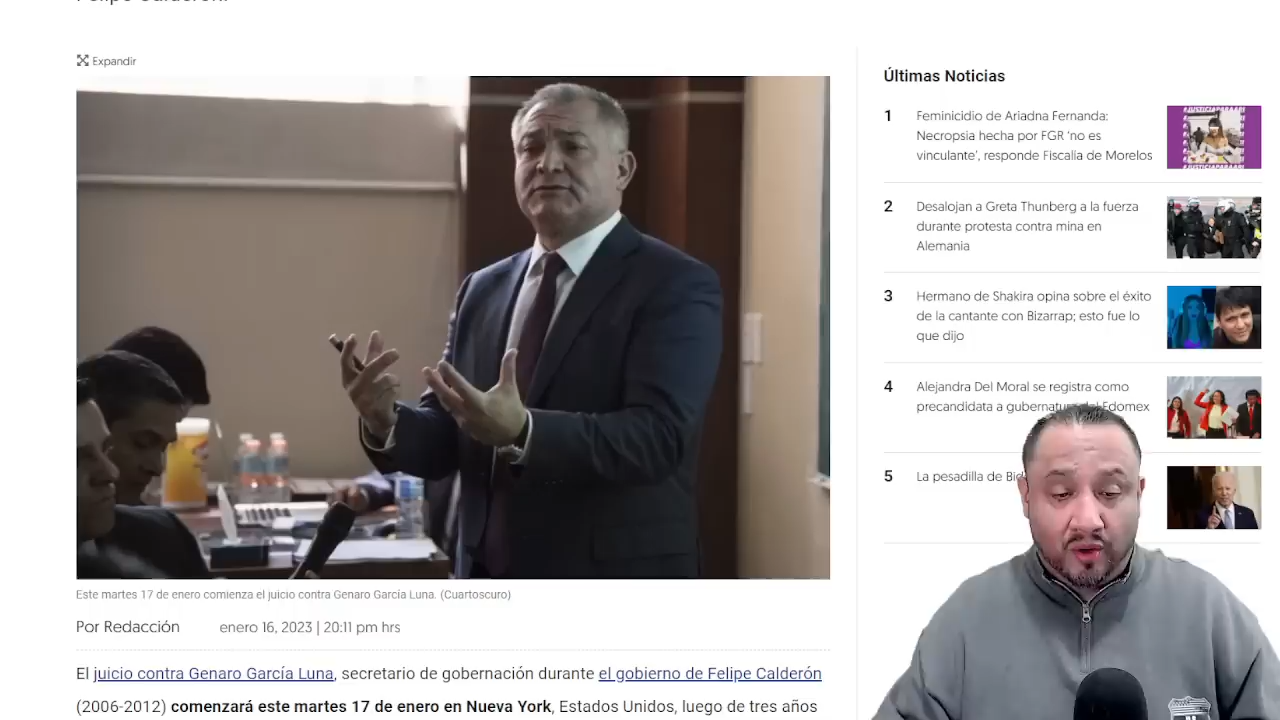 Felipe Calderón.
Expandir
Este martes 17 de enero comienza el juicio contra Genaro García Luna. (Cuartoscuro)
Por Redacción enero 16, 2023 | 20:11 pm hrs
El juicio contra Genaro García Luna, secretario de gobernación durante el gobierno de Felipe Calderón
(2006-2012) comenzará este martes 17 de enero en Nueva York, Estados Unidos, luego de tres años
Últimas Noticias
1 Feminicidio de Ariadna Fernanda:
Necropsia hecha por FGR 'no es
vinculante', responde Fiscalía de Morelos
#JUSTICIAPARAARI
2 Desalojan a Greta Thunberg a la fuerza
durante protesta contra mina en
Alemania
3 Hermano de Shakira opina sobre el éxito
de la cantante con Bizarrap; esto fue lo
que dijo
4 Alejandra Del Moral se registra como
precandidata a gubernatu Edomex
5 La pesadilla de Bi